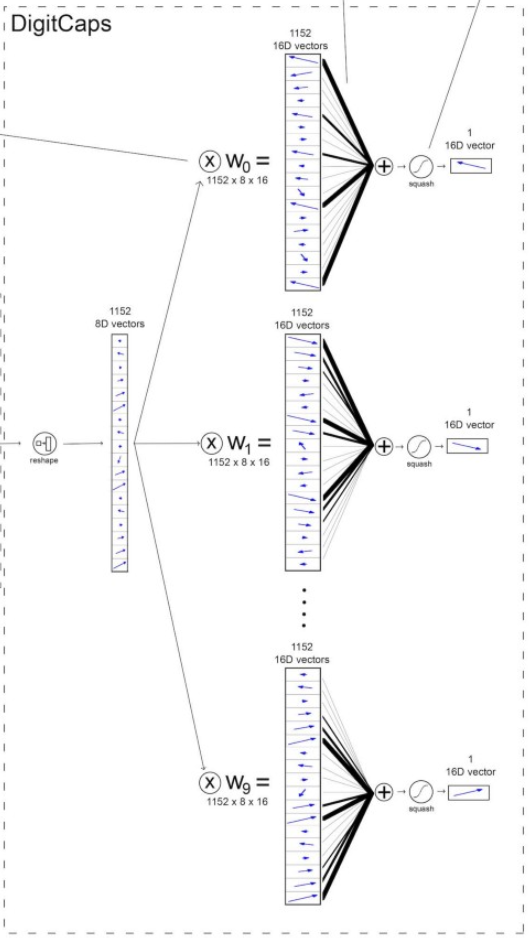 DigitCaps
1152
16D vectors
1
16D vector
X W0 =
1152 x 8 x 16
+
squash
1152
8D vectors
1152
16D vectors
1
16D vector
reshape
X W1 =
1152 x 8 x 16
+
squash
1152
16D vectors
1
16D vector
X W9 =
1152 x 8 x 16
+
squash